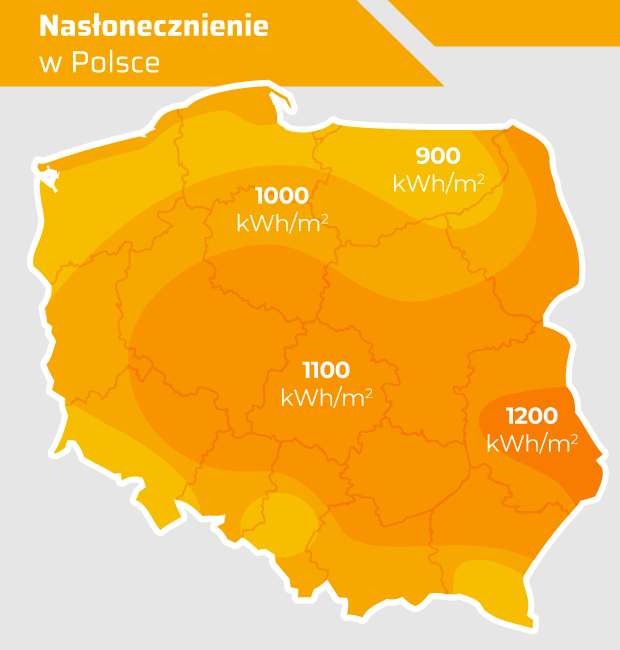 Nasłonecznienie
w Polsce
900
kWh/m²
1000
kWh/m²
1100
kWh/m²
1200
kWh/m²